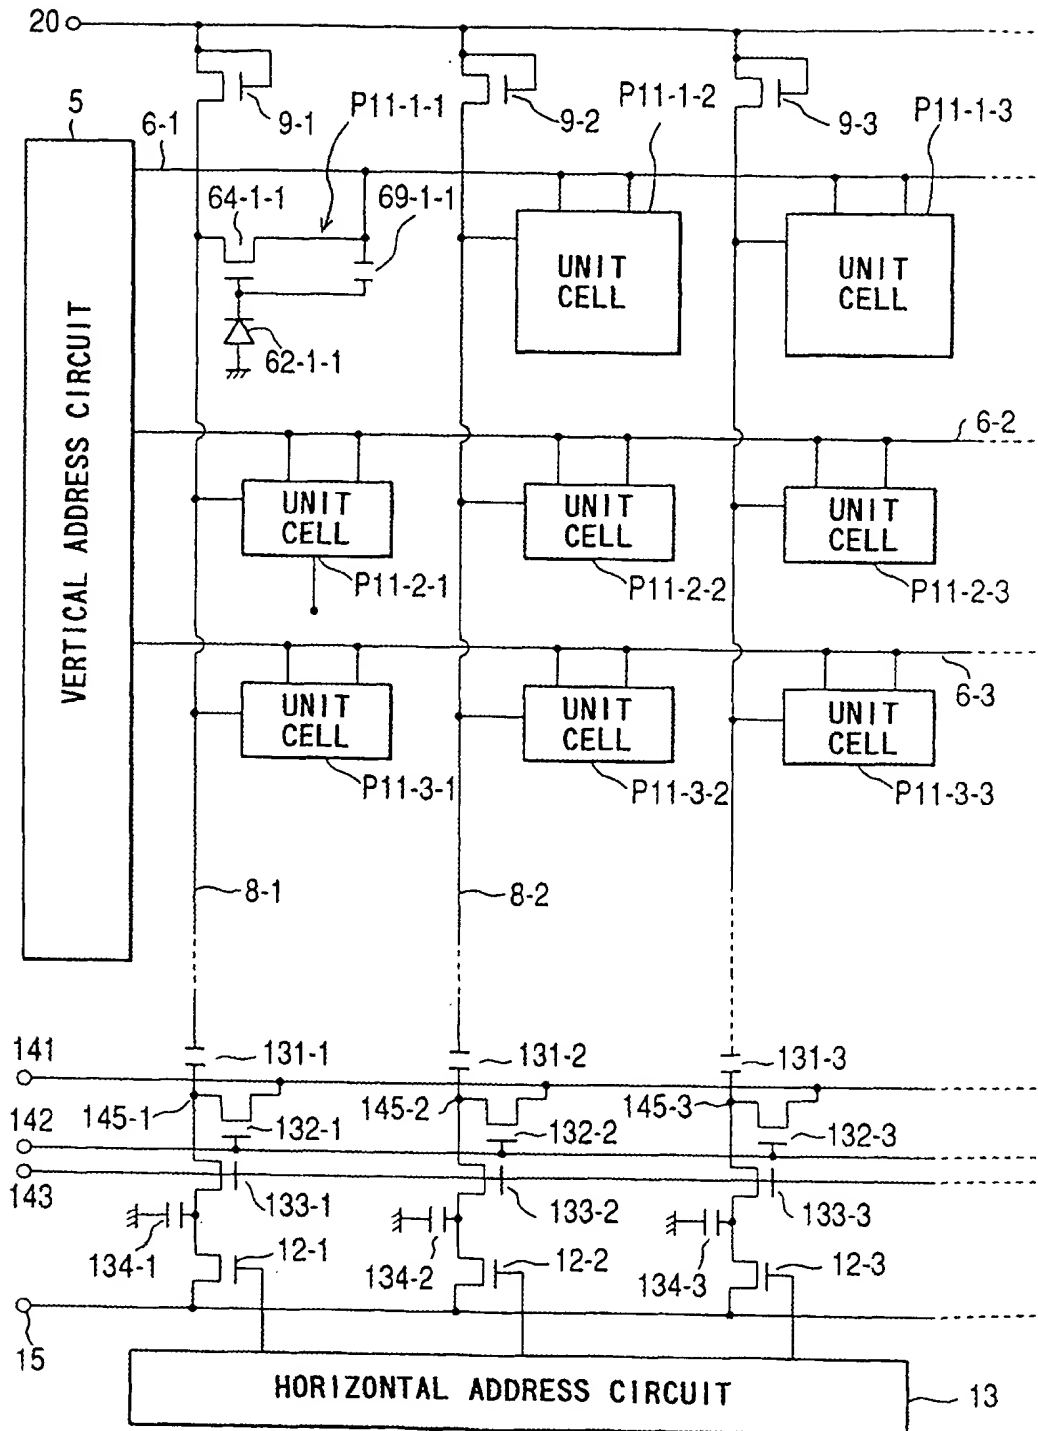 20
5
6-1
9-1
P11-1-1
9-2
P11-1-2
9-3
P11-1-3
64-1-1
69-1-1
UNIT
CELL
UNIT
CELL
62-1-1
VERTICAL ADDRESS CIRCUIT
6-2
UNIT
CELL
UNIT
CELL
UNIT
CELL
P11-2-1
P11-2-2
P11-2-3
6-3
UNIT
CELL
UNIT
CELL
UNIT
CELL
P11-3-1
P11-3-2
P11-3-3
8-1
8-2
141
131-1
131-2
131-3
145-1
145-2
145-3
142
132-1
132-2
132-3
143
133-1
133-2
133-3
134-1
12-1
134-2
12-2
134-3
12-3
15
HORIZONTAL ADDRESS CIRCUIT
13